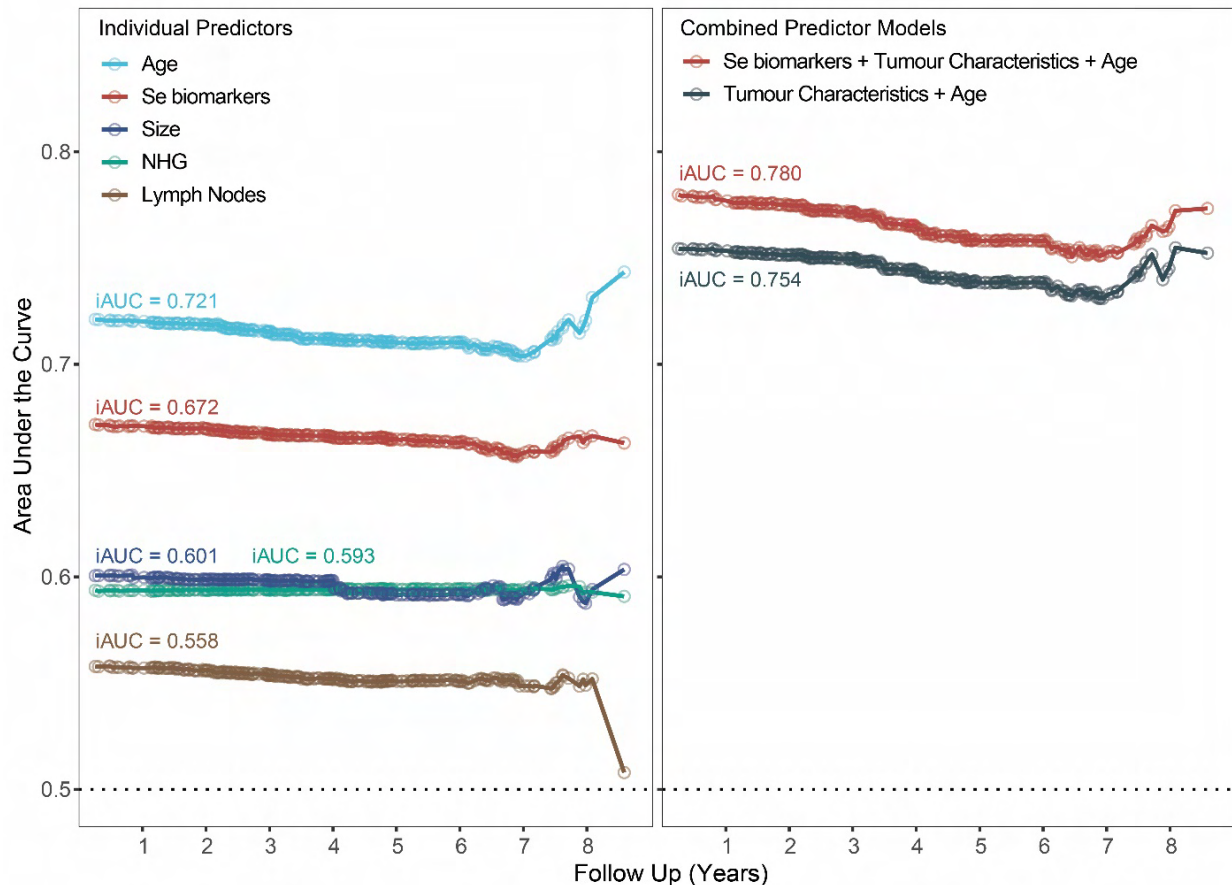 Individual Predictors
Age
Se biomarkers
Size
NHG
Lymph Nodes
Combined Predictor Models
Se biomarkers + Tumour Characteristics + Age
Tumour Characteristics + Age
Area Under the Curve
0.8
0.7
0.6
0.5
iAUC = 0.721
iAUC = 0.672
iAUC = 0.601
iAUC = 0.593
iAUC = 0.558
iAUC = 0.780
iAUC = 0.754
1 2 3 4 5 6 7 8
1 2 3 4 5 6 7 8
Follow Up (Years)